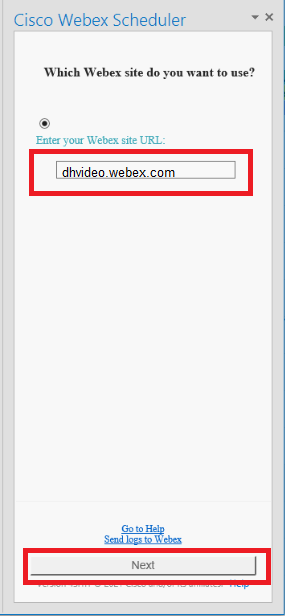 Cisco Webex Scheduler
Which Webex site do you want to use?
Enter your Webex site URL:
dhvideo.webex.com
Go to Help
Send logs to Webex
Next
Help